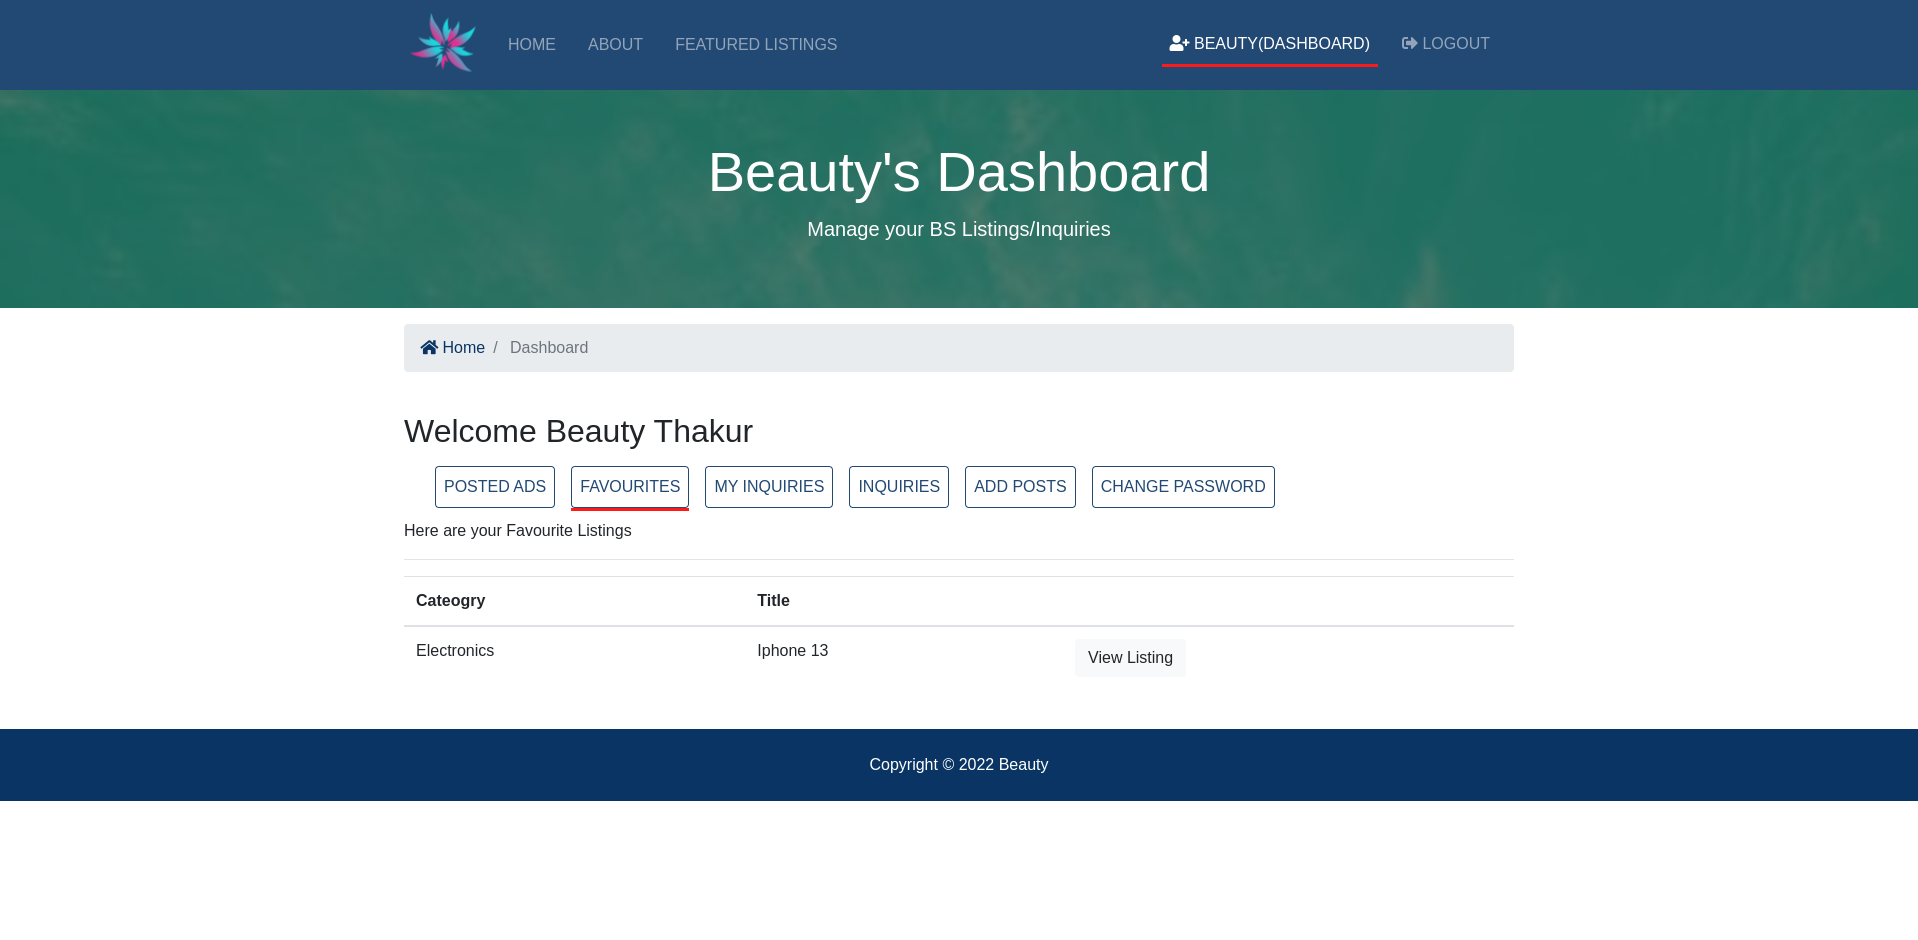 HOME ABOUT FEATURED LISTINGS BEAUTY(DASHBOARD) LOGOUT
Beauty's Dashboard
Manage your BS Listings/Inquiries
Home / Dashboard
Welcome Beauty Thakur
POSTED ADS FAVOURITES MY INQUIRIES INQUIRIES ADD POSTS CHANGE PASSWORD
Here are your Favourite Listings
Cateogry Title
Electronics Iphone 13 View Listing
Copyright © 2022 Beauty